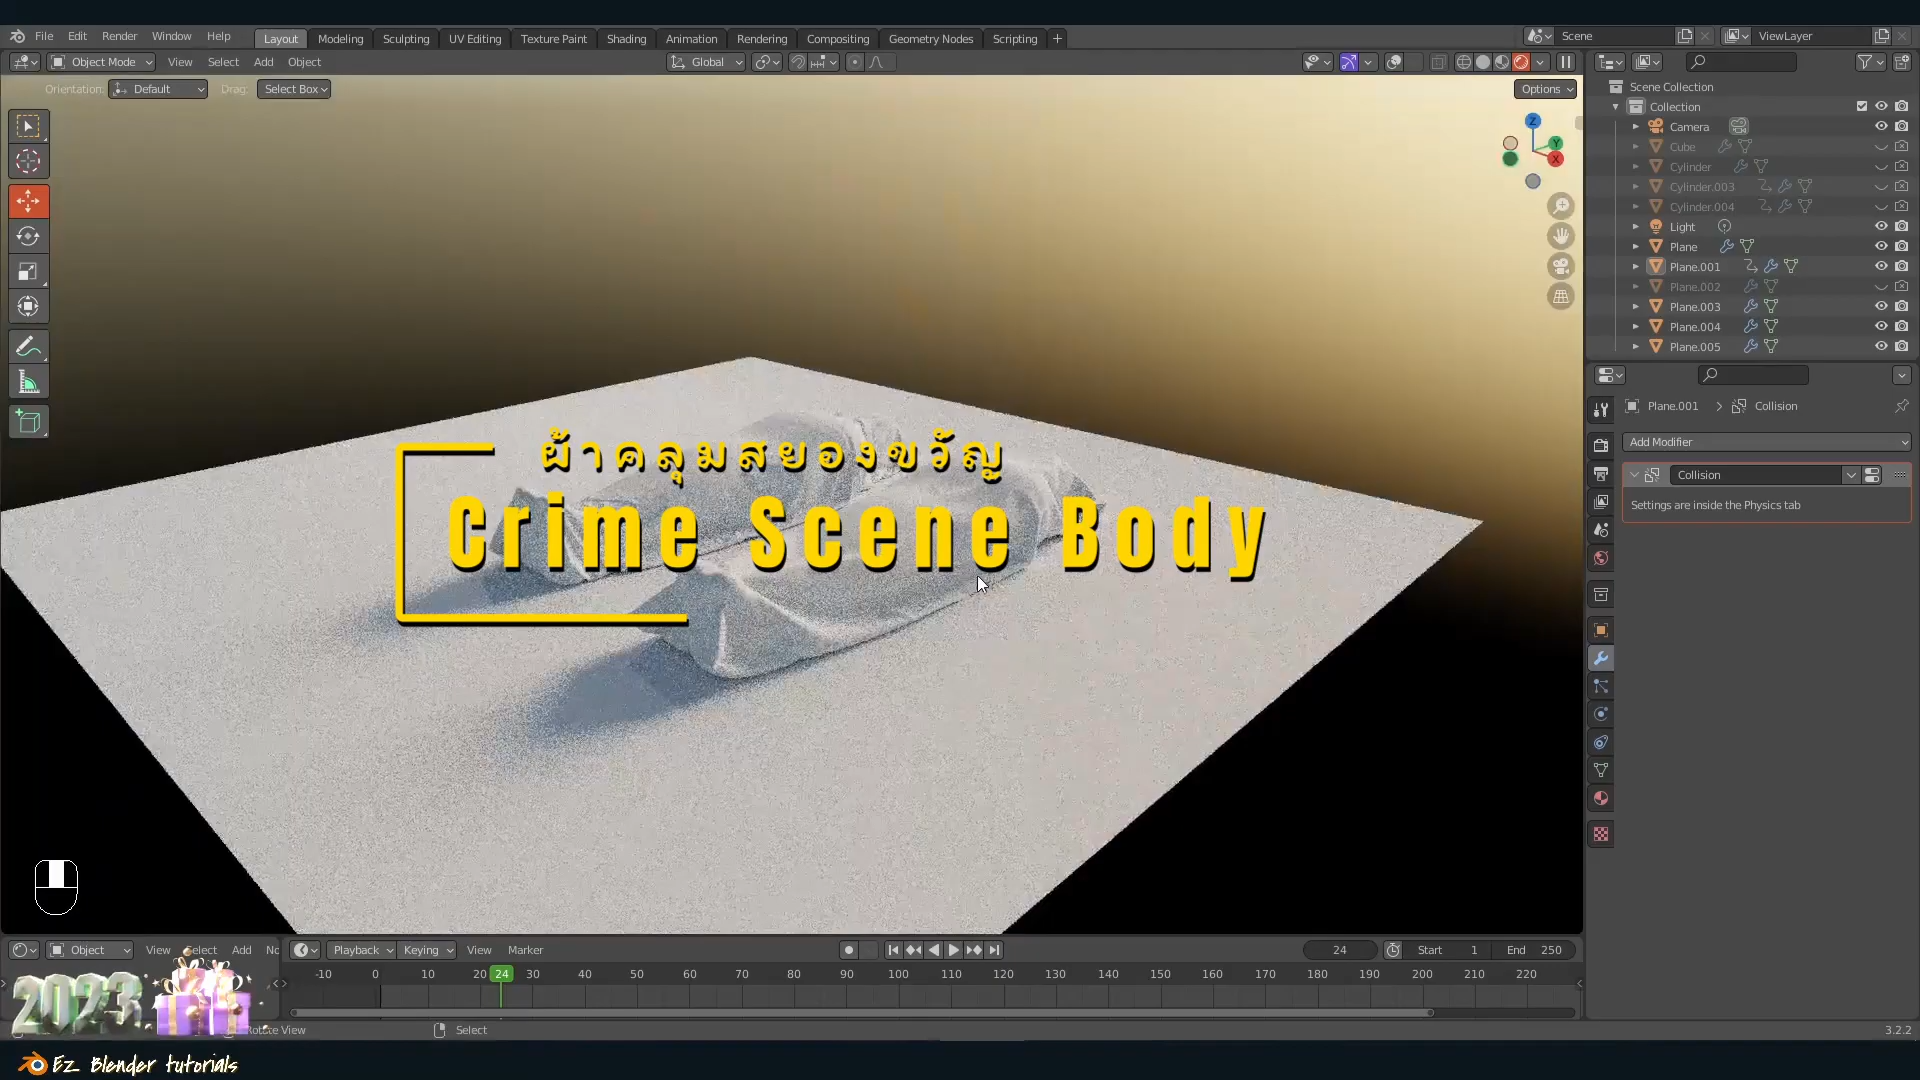 File Edit Render Window Help Layout Modeling Sculpting UV Editing Texture Paint Shading Animation Rendering Compositing Geometry Nodes Scripting + Scene ViewLayer
Object Mode View Select Add Object Global
Orientation: Default Drag: Select Box Options
Z
Y
X
Scene Collection
Collection
Camera
Cube
Cylinder
Cylinder.003
Cylinder.004
Light
Plane
Plane.001
Plane.002
Plane.003
Plane.004
Plane.005
Plane.001 > Collision
Add Modifier
Collision
Settings are inside the Physics tab
ผ้าคลุมสยองขวัญ
Crime Scene Body
Object View Select Add Playback Keying View Marker 24 Start 1 End 250
-10 0 10 20 24 30 40 50 60 70 80 90 100 110 120 130 140 150 160 170 180 190 200 210 220
2023
Rotate View Select 3.2.2
Ez Blender tutorials